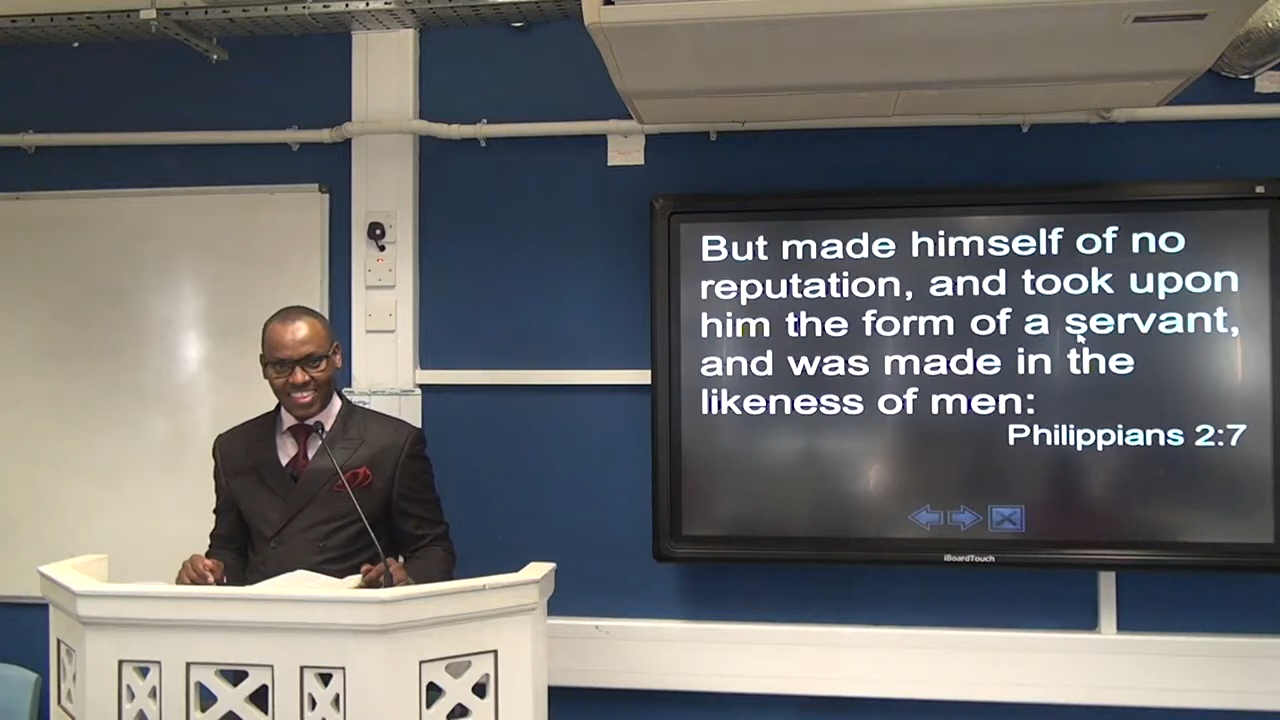 But made himself of no
reputation, and took upon
him the form of a servant,
and was made in the
likeness of men:
Philippians 2:7
iBoardTouch